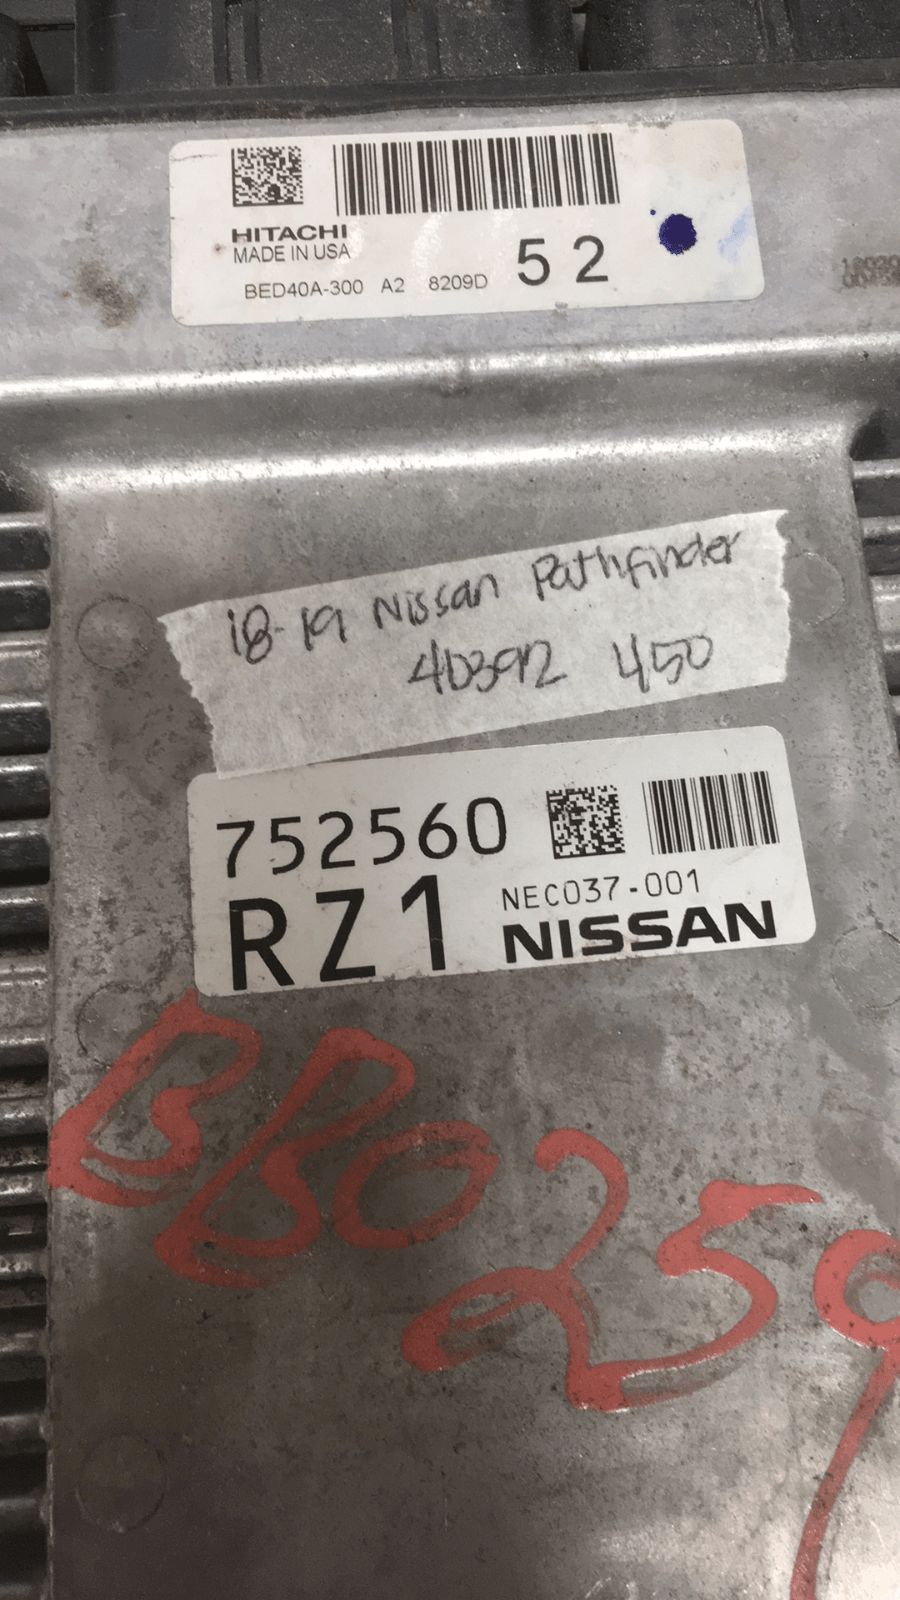 HITACHI
MADE IN USA
BED40A-300 A2 8209D 52
18-19 Nissan Pathfinder
40392 450
752560
RZ1 NEC037-001
NISSAN
BB0259